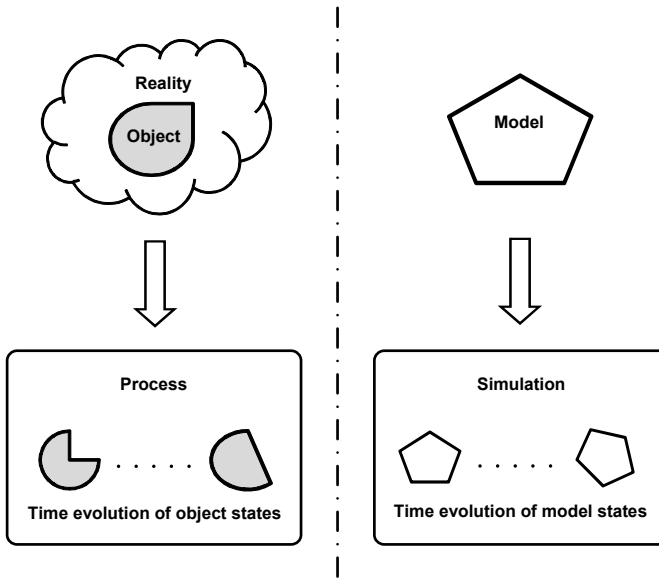 Reality
Object
Model
Process
Time evolution of object states
Simulation
Time evolution of model states